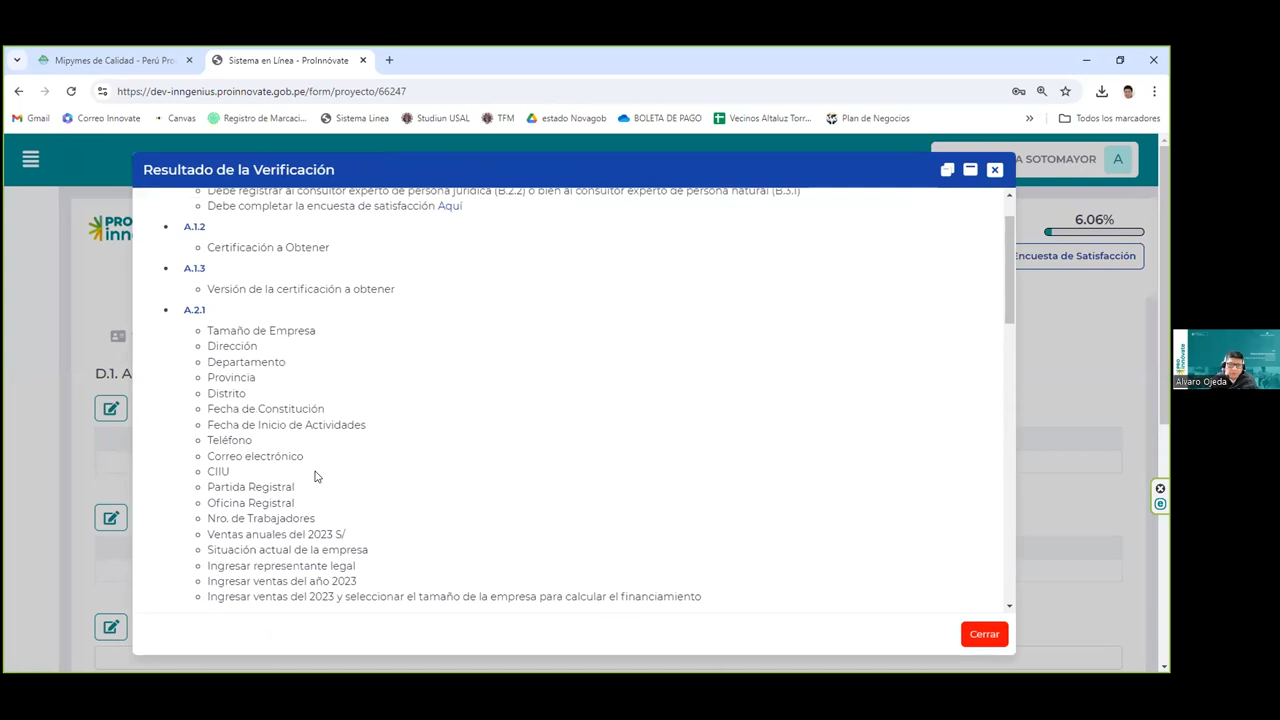 Mipymes de Calidad - Perú Pro
Sistema en Línea - ProInnóvate
https://dev-inngenius.proinnovate.gob.pe/form/proyecto/66247
Gmail
Correo Innovate
Canvas
Registro de Marcaci...
Sistema Linea
Studiun USAL
TFM
estado Novagob
BOLETA DE PAGO
Vecinos Altaluz Torr...
Plan de Negocios
»
Todos los marcadores
A SOTOMAYOR A
Resultado de la Verificación
PRO
inn
6.06%
Encuesta de Satisfacción
Debe registrar al consultor experto de persona jurídica (B.2.2) o bien al consultor experto de persona natural (B.3.1)
Debe completar la encuesta de satisfacción Aquí
A.1.2
Certificación a Obtener
A.1.3
Versión de la certificación a obtener
A.2.1
Tamaño de Empresa
Dirección
Departamento
Provincia
D.1. A
Distrito
Fecha de Constitución
Fecha de Inicio de Actividades
Teléfono
Correo electrónico
CIIU
Partida Registral
Oficina Registral
Nro. de Trabajadores
Ventas anuales del 2023 S/
Situación actual de la empresa
Ingresar representante legal
Ingresar ventas del año 2023
Ingresar ventas del 2023 y seleccionar el tamaño de la empresa para calcular el financiamiento
Cerrar
Alvaro Ojeda